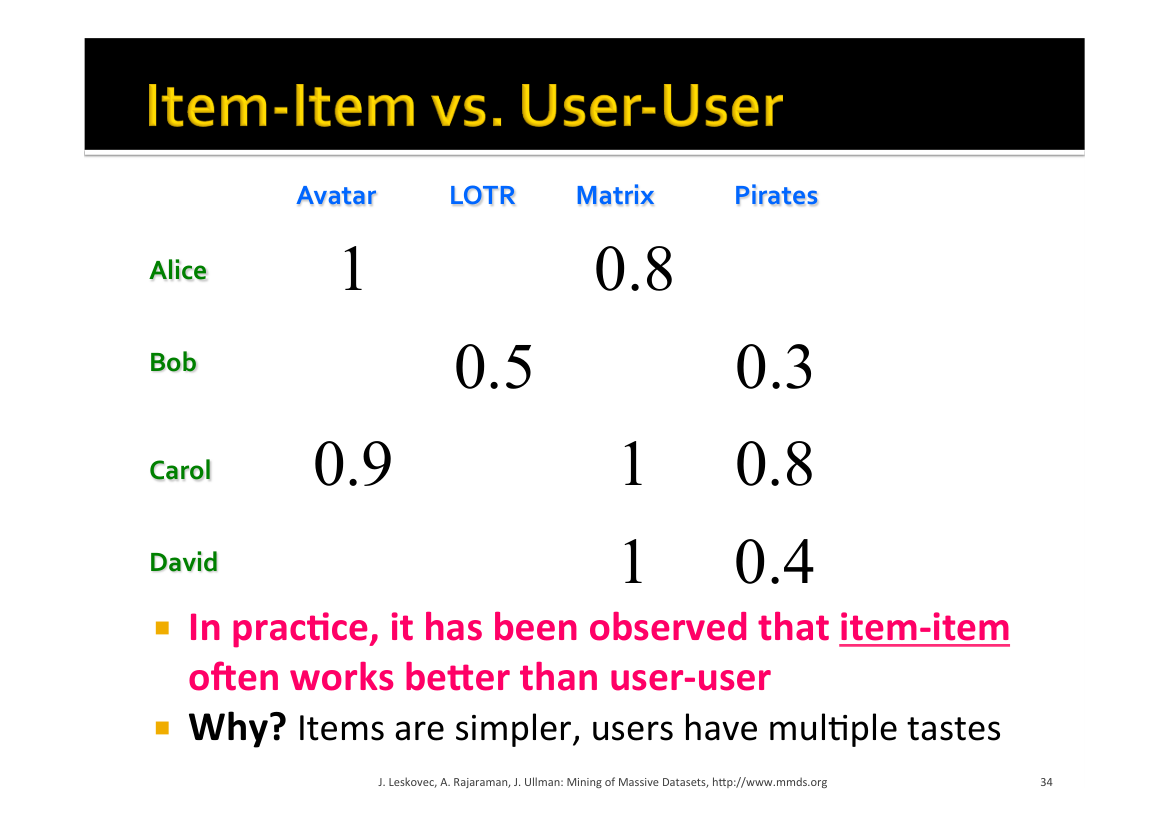 Item-Item vs. User-User
Avatar LOTR Matrix Pirates
Alice 1 0.8
Bob 0.5 0.3
Carol 0.9 1 0.8
David 1 0.4
In practice, it has been observed that item-item
often works better than user-user
Why? Items are simpler, users have multiple tastes
J. Leskovec, A. Rajaraman, J. Ullman: Mining of Massive Datasets, http://www.mmds.org 34